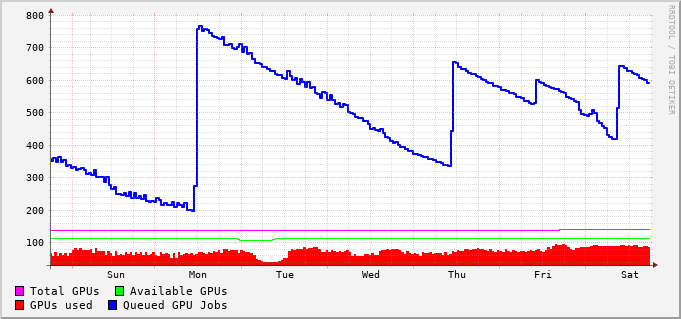 800
700
600
500
400
300
200
100
Sun Mon Tue Wed Thu Fri Sat
Total GPUs Available GPUs
GPUs used Queued GPU Jobs
RRDTOOL / TOBI OETIKER